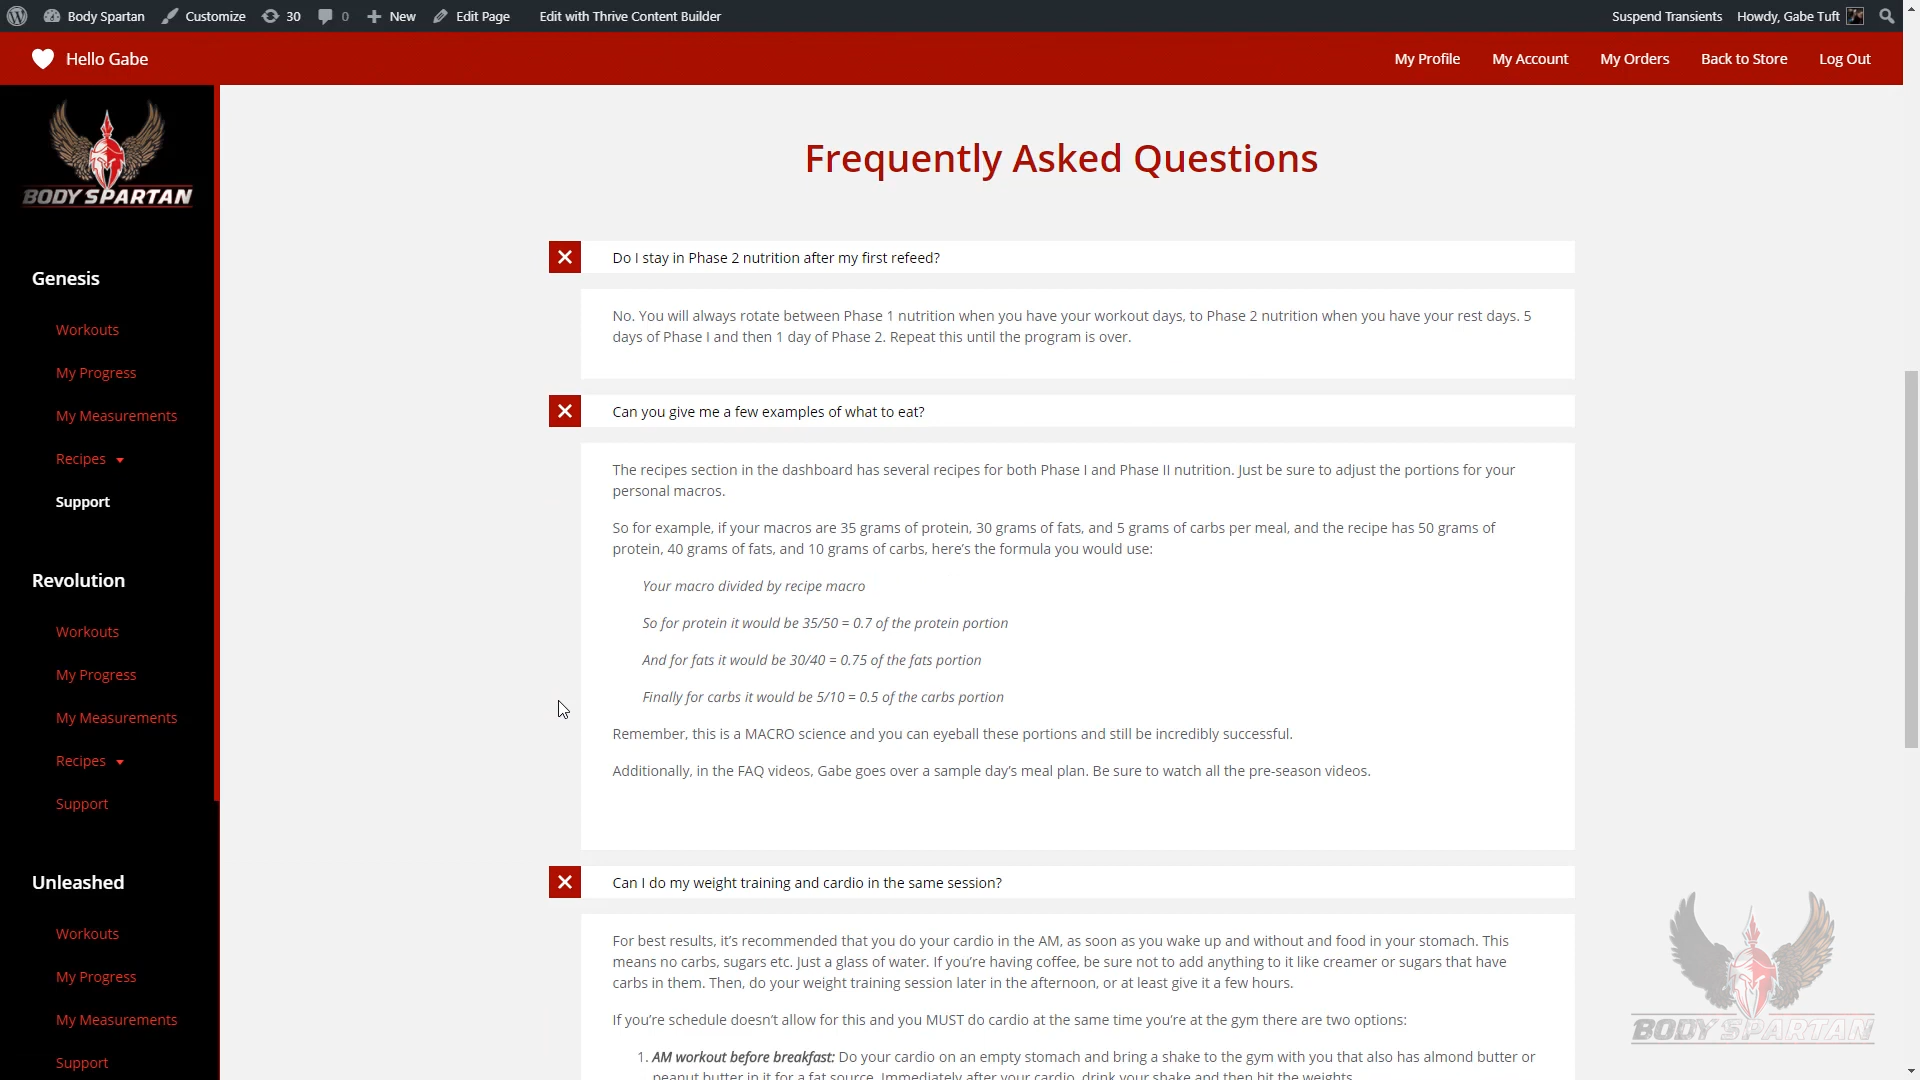 Body Spartan Customize 30 0 New Edit Page Edit with Thrive Content Builder Suspend Transients Howdy, Gabe Tuft
Hello Gabe My Profile My Account My Orders Back to Store Log Out
BODY SPARTAN
Genesis
Workouts
My Progress
My Measurements
Recipes
Support
Revolution
Workouts
My Progress
My Measurements
Recipes
Support
Unleashed
Workouts
My Progress
My Measurements
Support
Frequently Asked Questions
Do I stay in Phase 2 nutrition after my first refeed?
No. You will always rotate between Phase 1 nutrition when you have your workout days, to Phase 2 nutrition when you have your rest days. 5
days of Phase I and then 1 day of Phase 2. Repeat this until the program is over.
Can you give me a few examples of what to eat?
The recipes section in the dashboard has several recipes for both Phase I and Phase II nutrition. Just be sure to adjust the portions for your
personal macros.
So for example, if your macros are 35 grams of protein, 30 grams of fats, and 5 grams of carbs per meal, and the recipe has 50 grams of
protein, 40 grams of fats, and 10 grams of carbs, here's the formula you would use:
Your macro divided by recipe macro
So for protein it would be 35/50 = 0.7 of the protein portion
And for fats it would be 30/40 = 0.75 of the fats portion
Finally for carbs it would be 5/10 = 0.5 of the carbs portion
Remember, this is a MACRO science and you can eyeball these portions and still be incredibly successful.
Additionally, in the FAQ videos, Gabe goes over a sample day's meal plan. Be sure to watch all the pre-season videos.
Can I do my weight training and cardio in the same session?
For best results, it's recommended that you do your cardio in the AM, as soon as you wake up and without and food in your stomach. This
means no carbs, sugars etc. Just a glass of water. If you're having coffee, be sure not to add anything to it like creamer or sugars that have
carbs in them. Then, do your weight training session later in the afternoon, or at least give it a few hours.
If you're schedule doesn't allow for this and you MUST do cardio at the same time you're at the gym there are two options:
1. AM workout before breakfast: Do your cardio on an empty stomach and bring a shake to the gym with you that also has almond butter or
peanut butter in it for a fat source. Immediately after your cardio, drink your shake and then hit the weights.
BODY SPARTAN